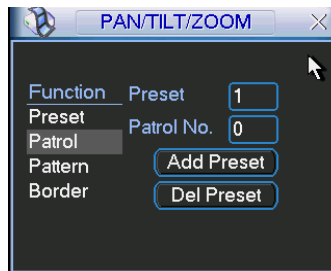 PAN/TILT/ZOOM
Function
Preset
Patrol
Pattern
Border
Preset 1
Patrol No. 0
Add Preset
Del Preset